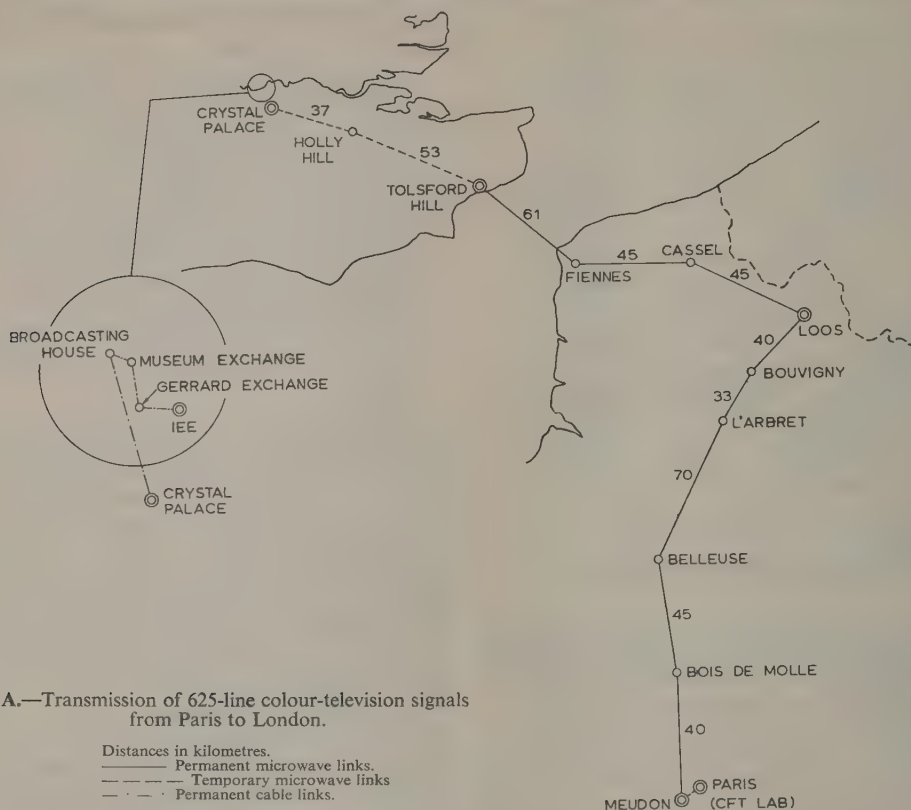 CRYSTAL
PALACE
37
HOLLY
HILL
53
TOLSFORD
HILL
61
FIENNES
45
CASSEL
45
LOOS
40
BOUVIGNY
33
L'ARBRET
70
BELLEUSE
45
BOIS DE MOLLE
40
MEUDON
PARIS
(CFT LAB)
BROADCASTING
HOUSE
MUSEUM EXCHANGE
GERRARD EXCHANGE
IEE
CRYSTAL
PALACE
A.—Transmission of 625-line colour-television signals
from Paris to London.
Distances in kilometres.
Permanent microwave links.
Temporary microwave links
Permanent cable links.